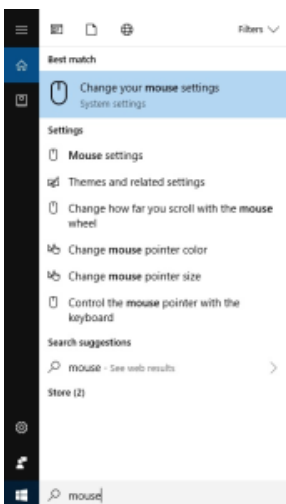 Filters
Best match
Change your mouse settings
System settings
Settings
Mouse settings
Themes and related settings
Change how far you scroll with the mouse
wheel
Change mouse pointer color
Change mouse pointer size
Control the mouse pointer with the
keyboard
Search suggestions
mouse - See web results
Store (2)
mouse